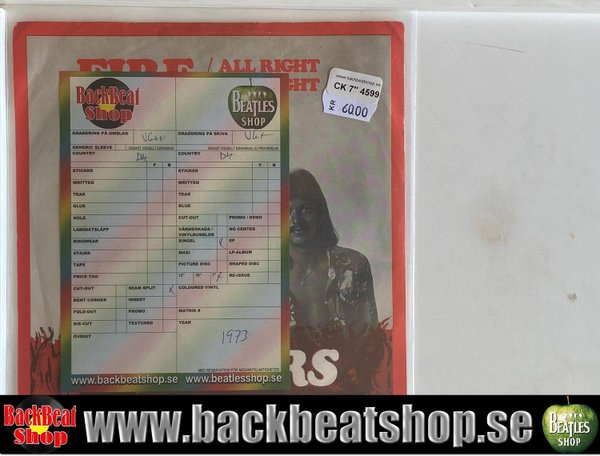 FIRE / ALL RIGHT
GHT
RS
www.backbeatshop.se
CK 7" 4599
KR 60.00
BackBeat
Shop
BEATLES
SHOP
GRADERING PÅ OMSLAG VG++
GRADERING PÅ SKIVA VG+
GENERIC SLEEVE
COUNTRY DK
COUNTRY DK
F B
F B
STICKER
STICKER
WRITTEN
WRITTEN
TEAR
TEAR
GLUE
GLUE
HOLE
CUT-OUT
PROMO / DEMO
LAMINATSLÄPP
VÄRMESKADA /
VINYLBUBBLOR
NO CENTER
RINGWEAR
SINGEL
EP
STAINS
MAXI
LP-ALBUM
TAPE
PICTURE DISC
SHAPED DISC
PRICE TAG
12" 10" 7"
RE-ISSUE
CUT-OUT
SEAM SPLIT X
COLOURED VINYL
BENT CORNER
INSERT
FOLD-OUT
PROMO
MATRIX #
DIE-CUT
TEXTURED
YEAR
ÖVRIGT
1973
www.backbeatshop.se
www.beatlesshop.se
BackBeat
Shop
www.backbeatshop.se
BEATLES
SHOP